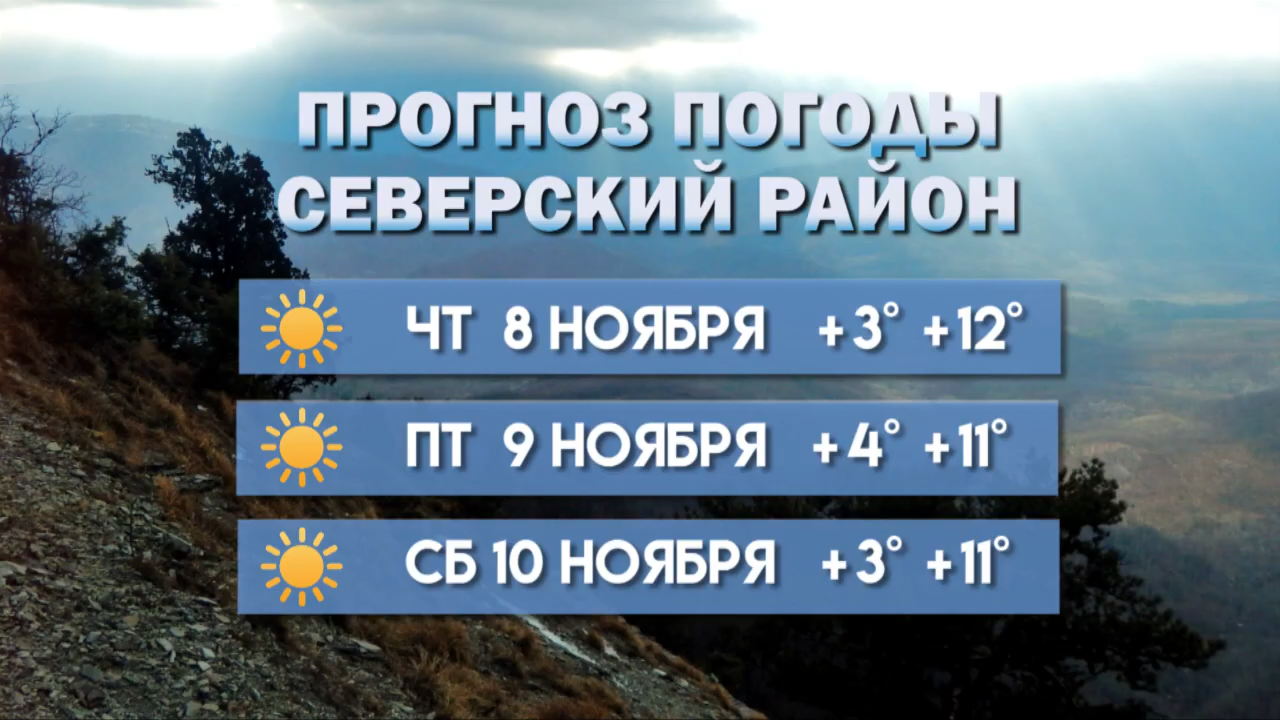 ПРОГНОЗ ПОГОДЫ
СЕВЕРСКИЙ РАЙОН
ЧТ 8 НОЯБРЯ +3° +12°
ПТ 9 НОЯБРЯ +4° +11°
СБ 10 НОЯБРЯ +3° +11°